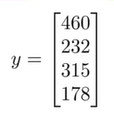 y = [460
232
315
178]